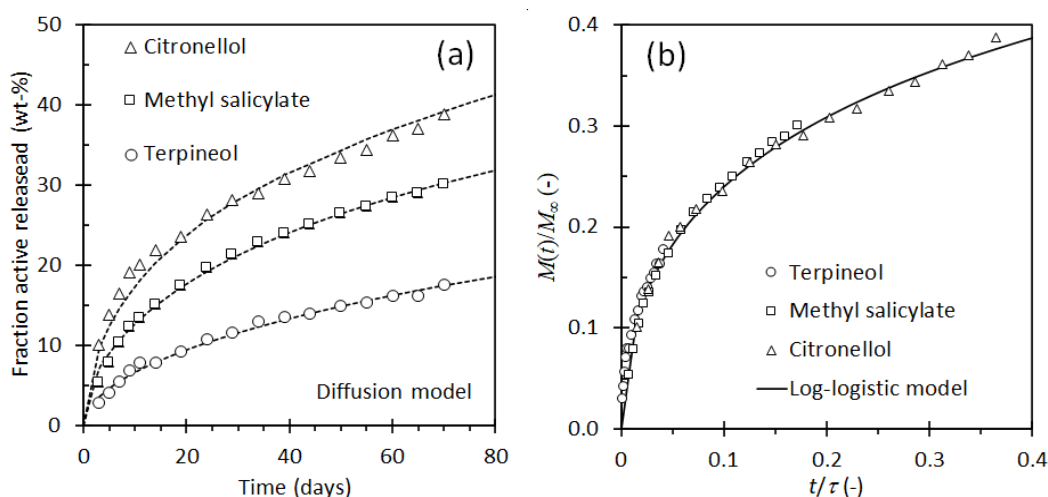 (a)
Citronellol
Methyl salicylate
Terpineol
Diffusion model
Fraction active releasead (wt-%)
50
40
30
20
10
0
0 20 40 60 80
Time (days)
(b)
Terpineol
Methyl salicylate
Citronellol
Log-logistic model
M(t)/M∞ (-)
0.4
0.3
0.2
0.1
0.0
0 0.1 0.2 0.3 0.4
t/τ (-)